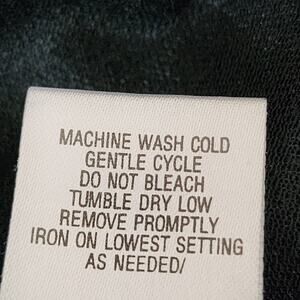 MACHINE WASH COLD
GENTLE CYCLE
DO NOT BLEACH
TUMBLE DRY LOW
REMOVE PROMPTLY
IRON ON LOWEST SETTING
AS NEEDED/